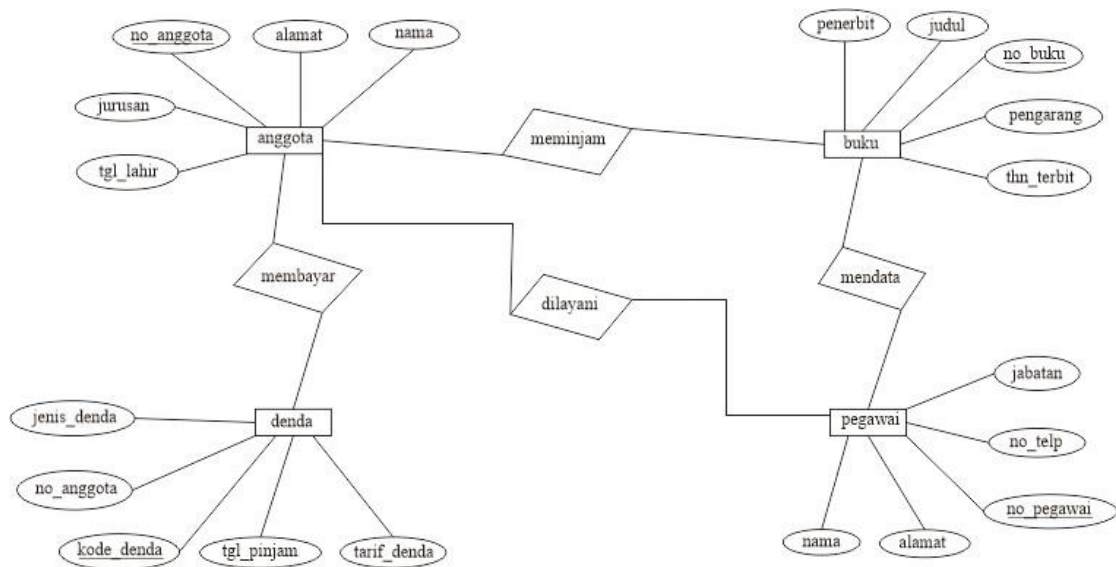 no_anggota
alamat
nama
penerbit
judul
no_buku
jurusan
pengarang
anggota
meminjam
buku
tgl_lahir
thn_terbit
membayar
dilayani
mendata
jabatan
jenis_denda
denda
pegawai
no_telp
no_anggota
no_pegawai
kode_denda
tgl_pinjam
tarif_denda
nama
alamat